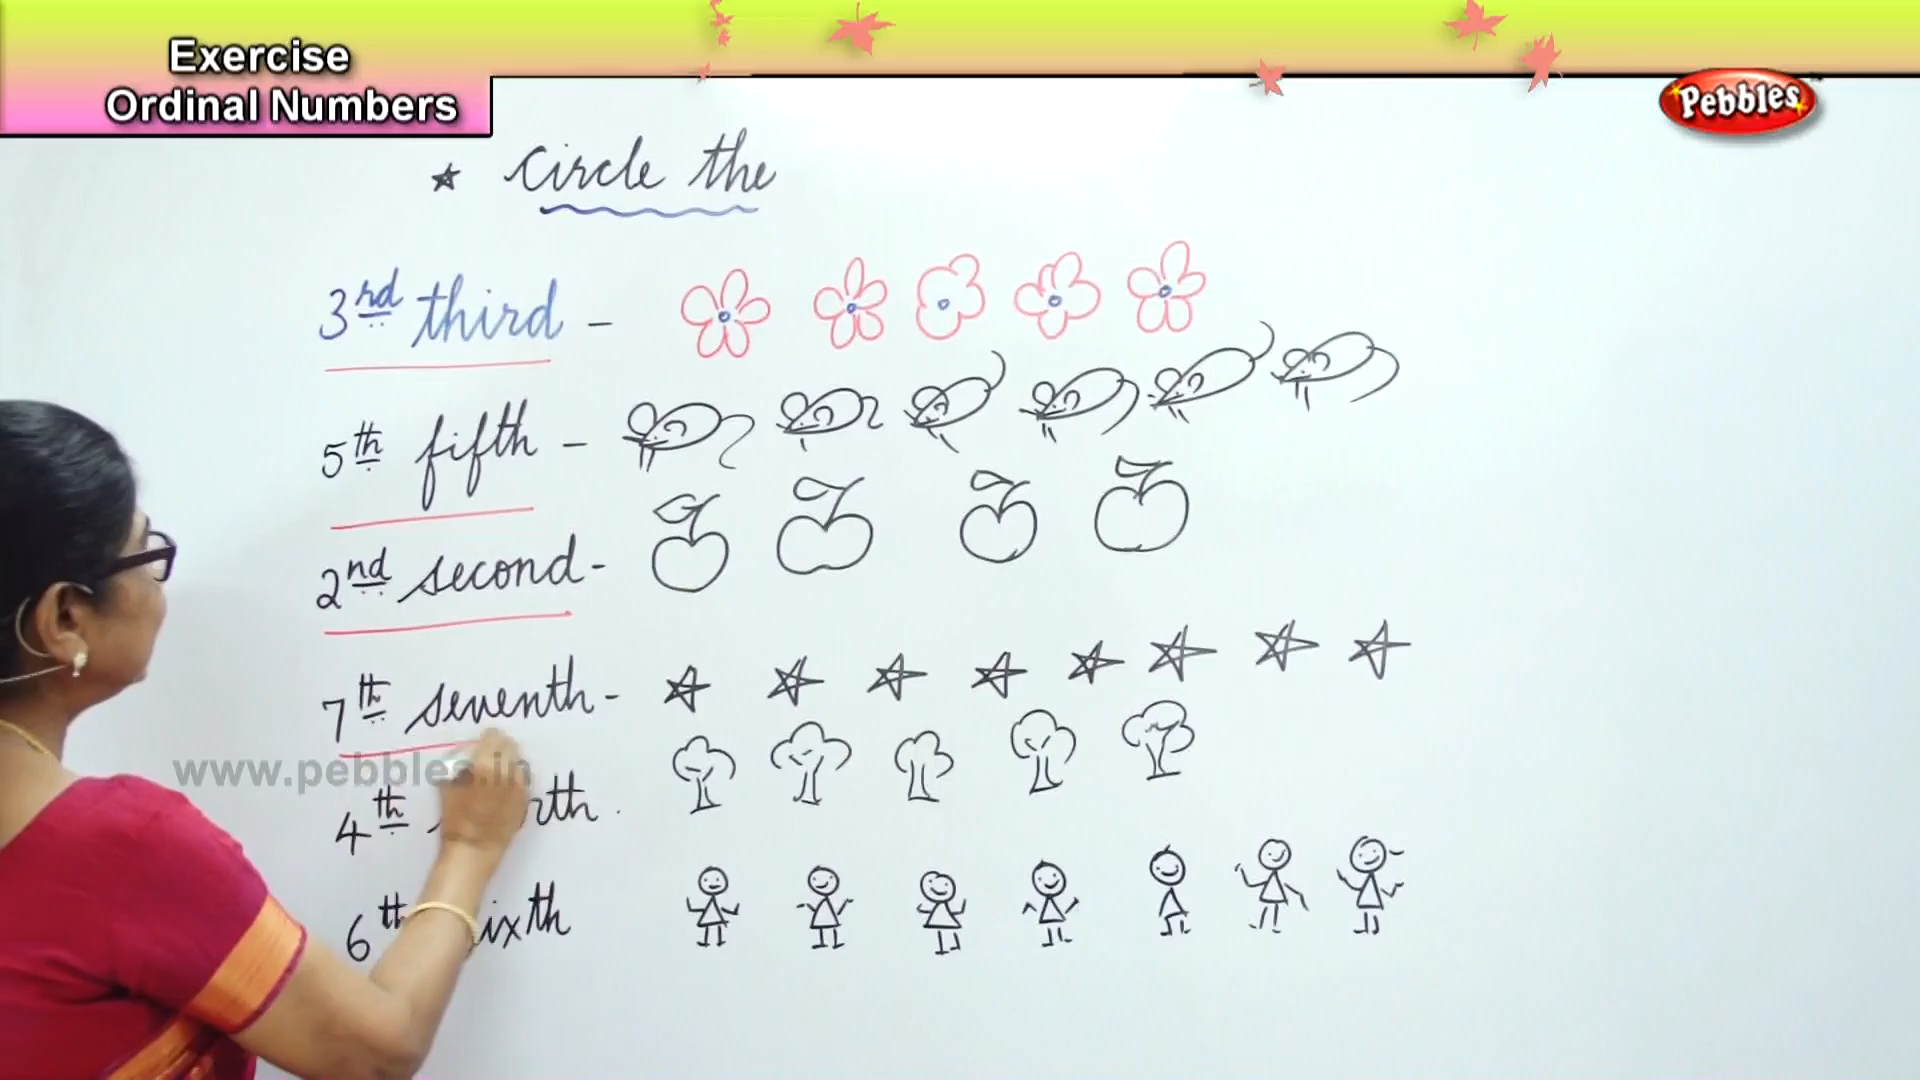 Exercise
Ordinal Numbers
Pebbles
Circle the
3rd third -
5th fifth -
2nd second -
7th seventh -
www.pebbles.in
4th
6th